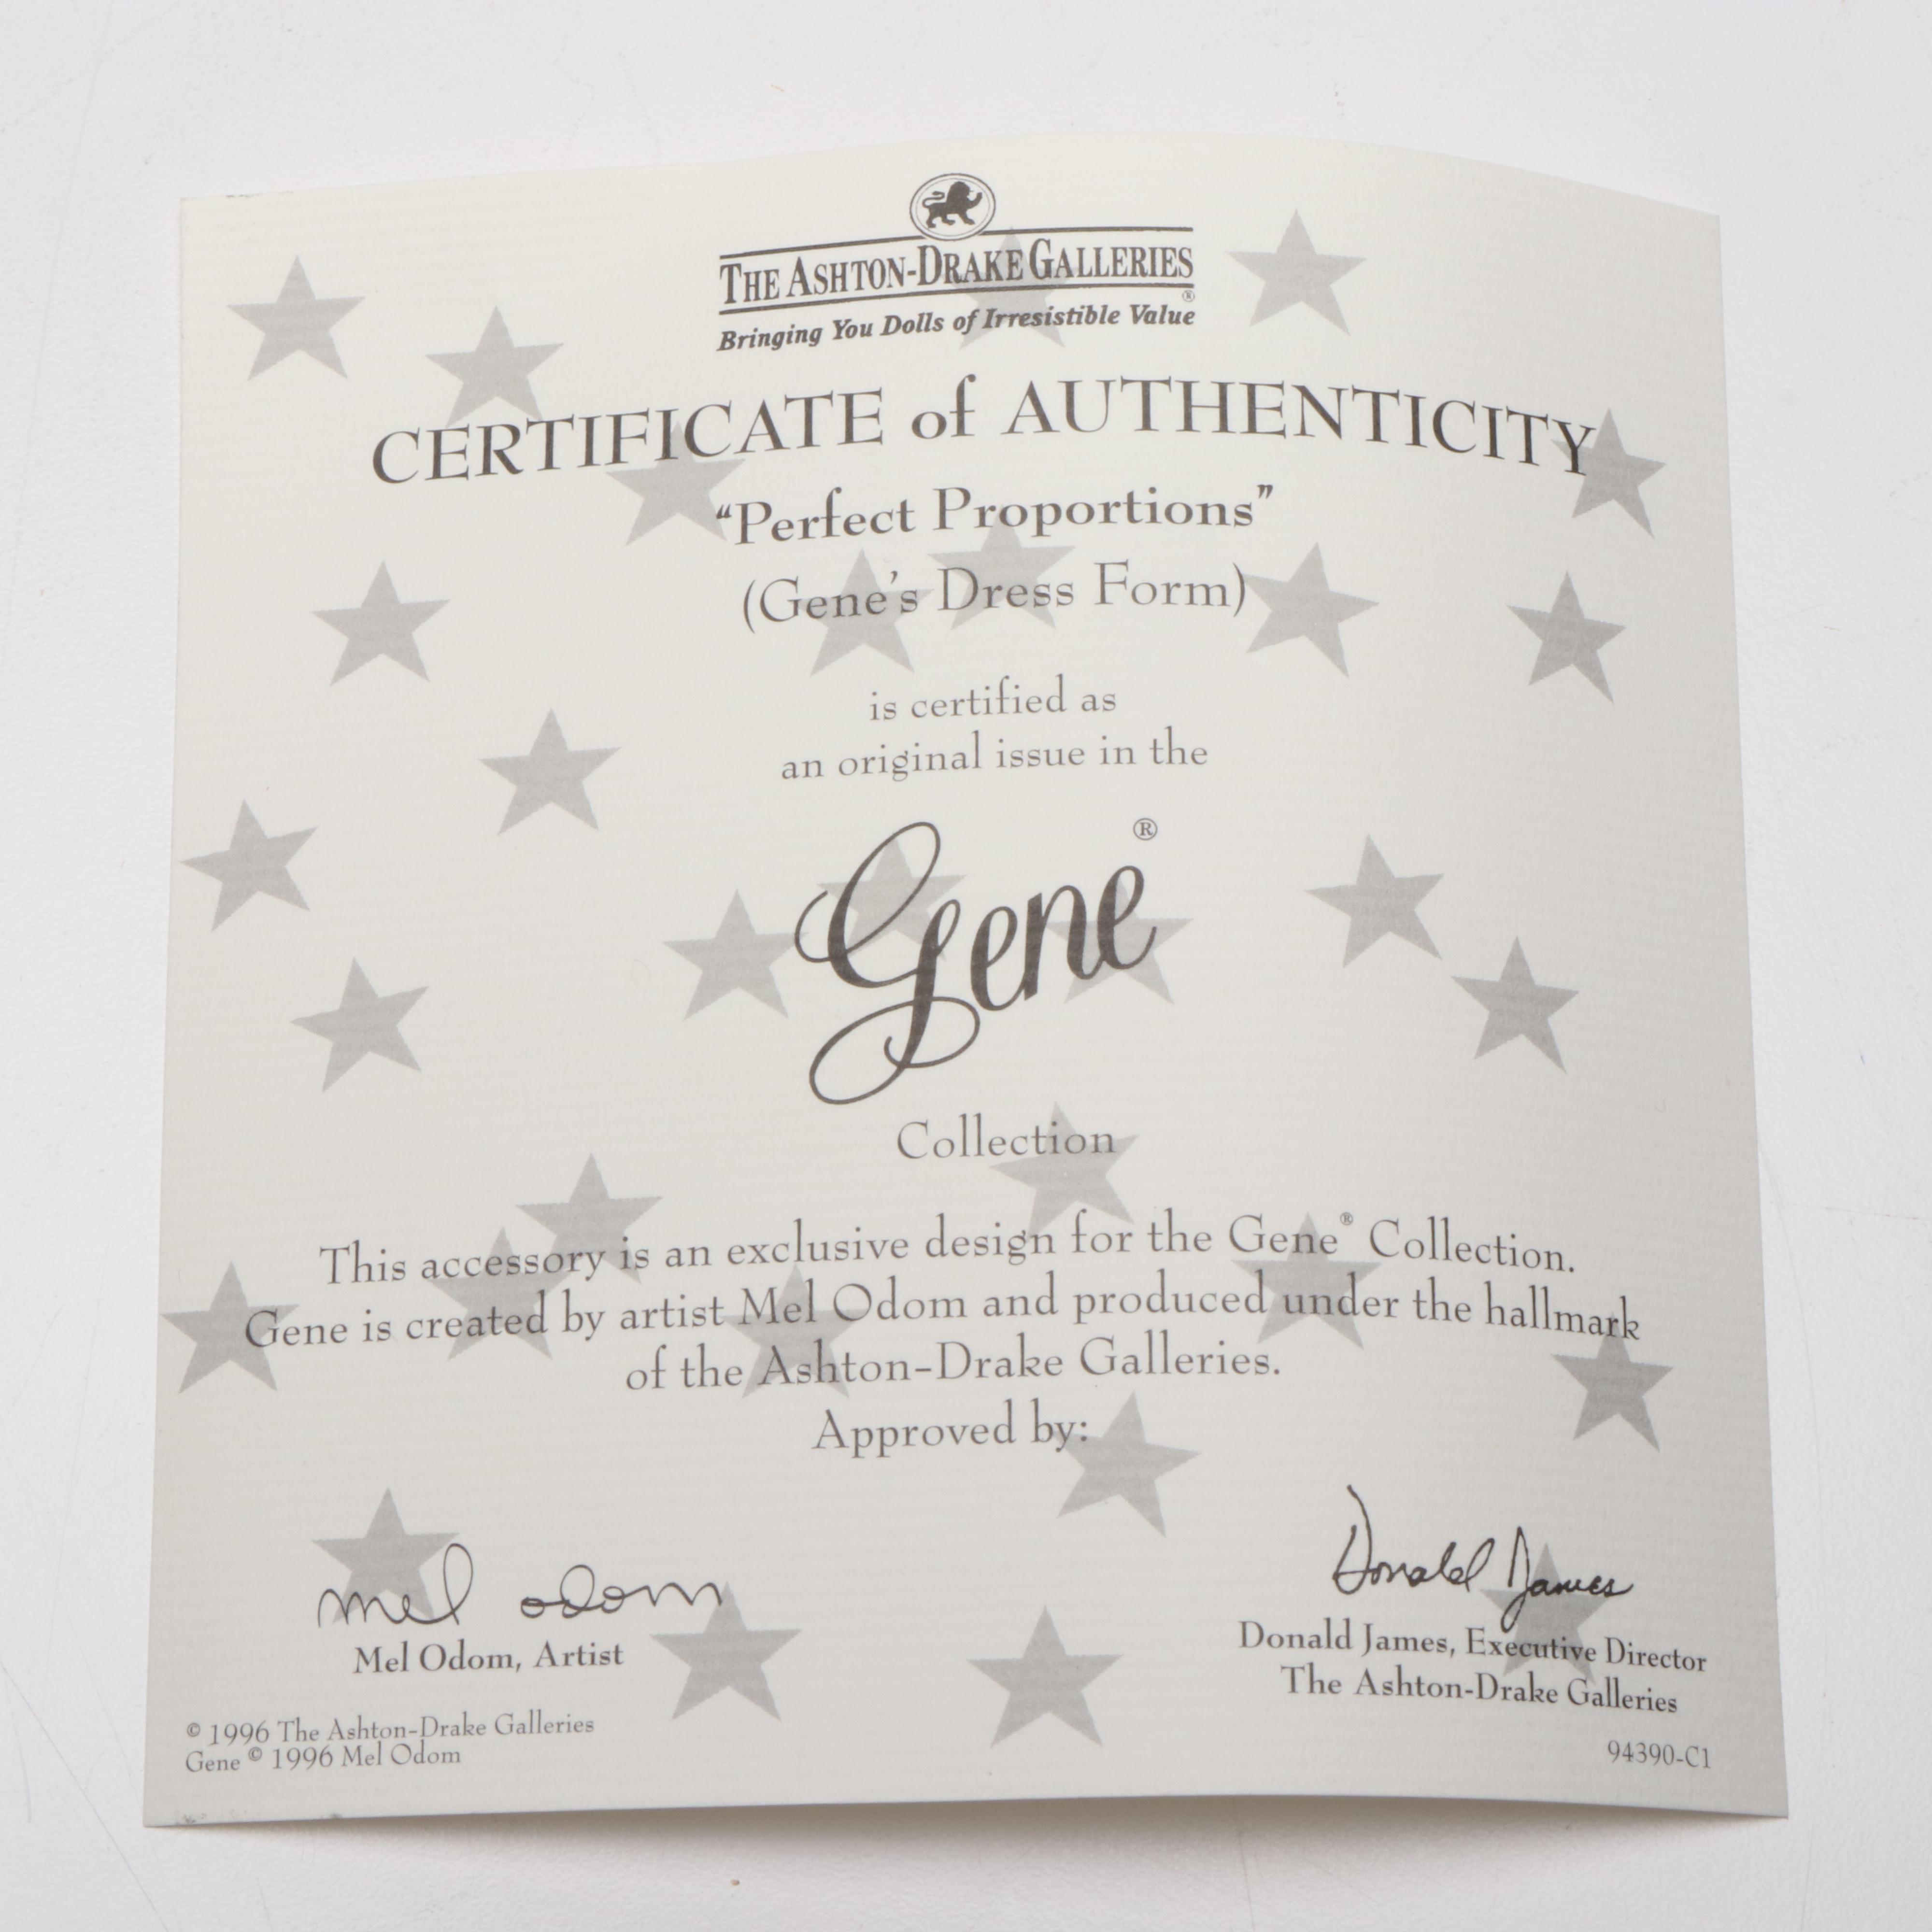 THE ASHTON-DRAKE GALLERIES®
Bringing You Dolls of Irresistible Value
CERTIFICATE of AUTHENTICITY
“Perfect Proportions”
(Gene’s Dress Form)
is certified as
an original issue in the
Gene®
Collection
This accessory is an exclusive design for the Gene® Collection.
Gene is created by artist Mel Odom and produced under the hallmark
of the Ashton-Drake Galleries.
Approved by:
mel odom
Mel Odom, Artist
Donald James
Donald James, Executive Director
The Ashton-Drake Galleries
© 1996 The Ashton-Drake Galleries
Gene © 1996 Mel Odom
94390-C1